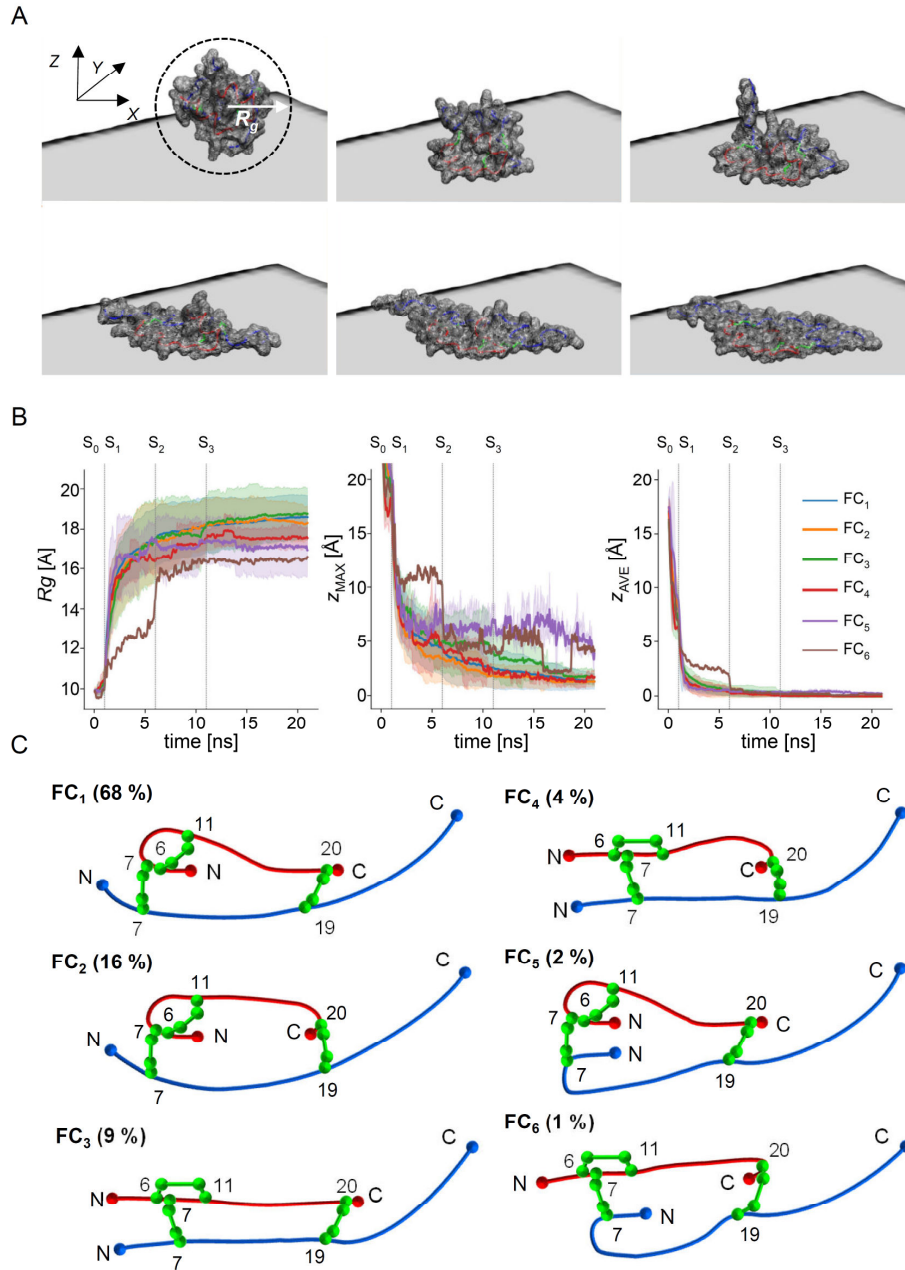 A
Z
Y
X
Rg
B
S0 S1 S2 S3
S0 S1 S2 S3
S0 S1 S2 S3
Rg [Å]
20
18
16
14
12
10
0 5 10 15 20
time [ns]
zMAX [Å]
20
15
10
5
0
0 5 10 15 20
time [ns]
zAVE [Å]
20
15
10
5
0
0 5 10 15 20
time [ns]
FC1
FC2
FC3
FC4
FC5
FC6
C
FC1 (68 %)
C
11
20
7 6
N
C
N
7
19
FC4 (4 %)
C
6
11
20
N
7
C
N
7
19
FC2 (16 %)
C
11
20
7 6
N
C
N
7
19
FC5 (2 %)
C
11
20
7 6
N
C
N
7
19
FC3 (9 %)
C
6
11
20
N
7
C
N
7
19
FC6 (1 %)
C
6
11
20
N
7
C
7
N
19